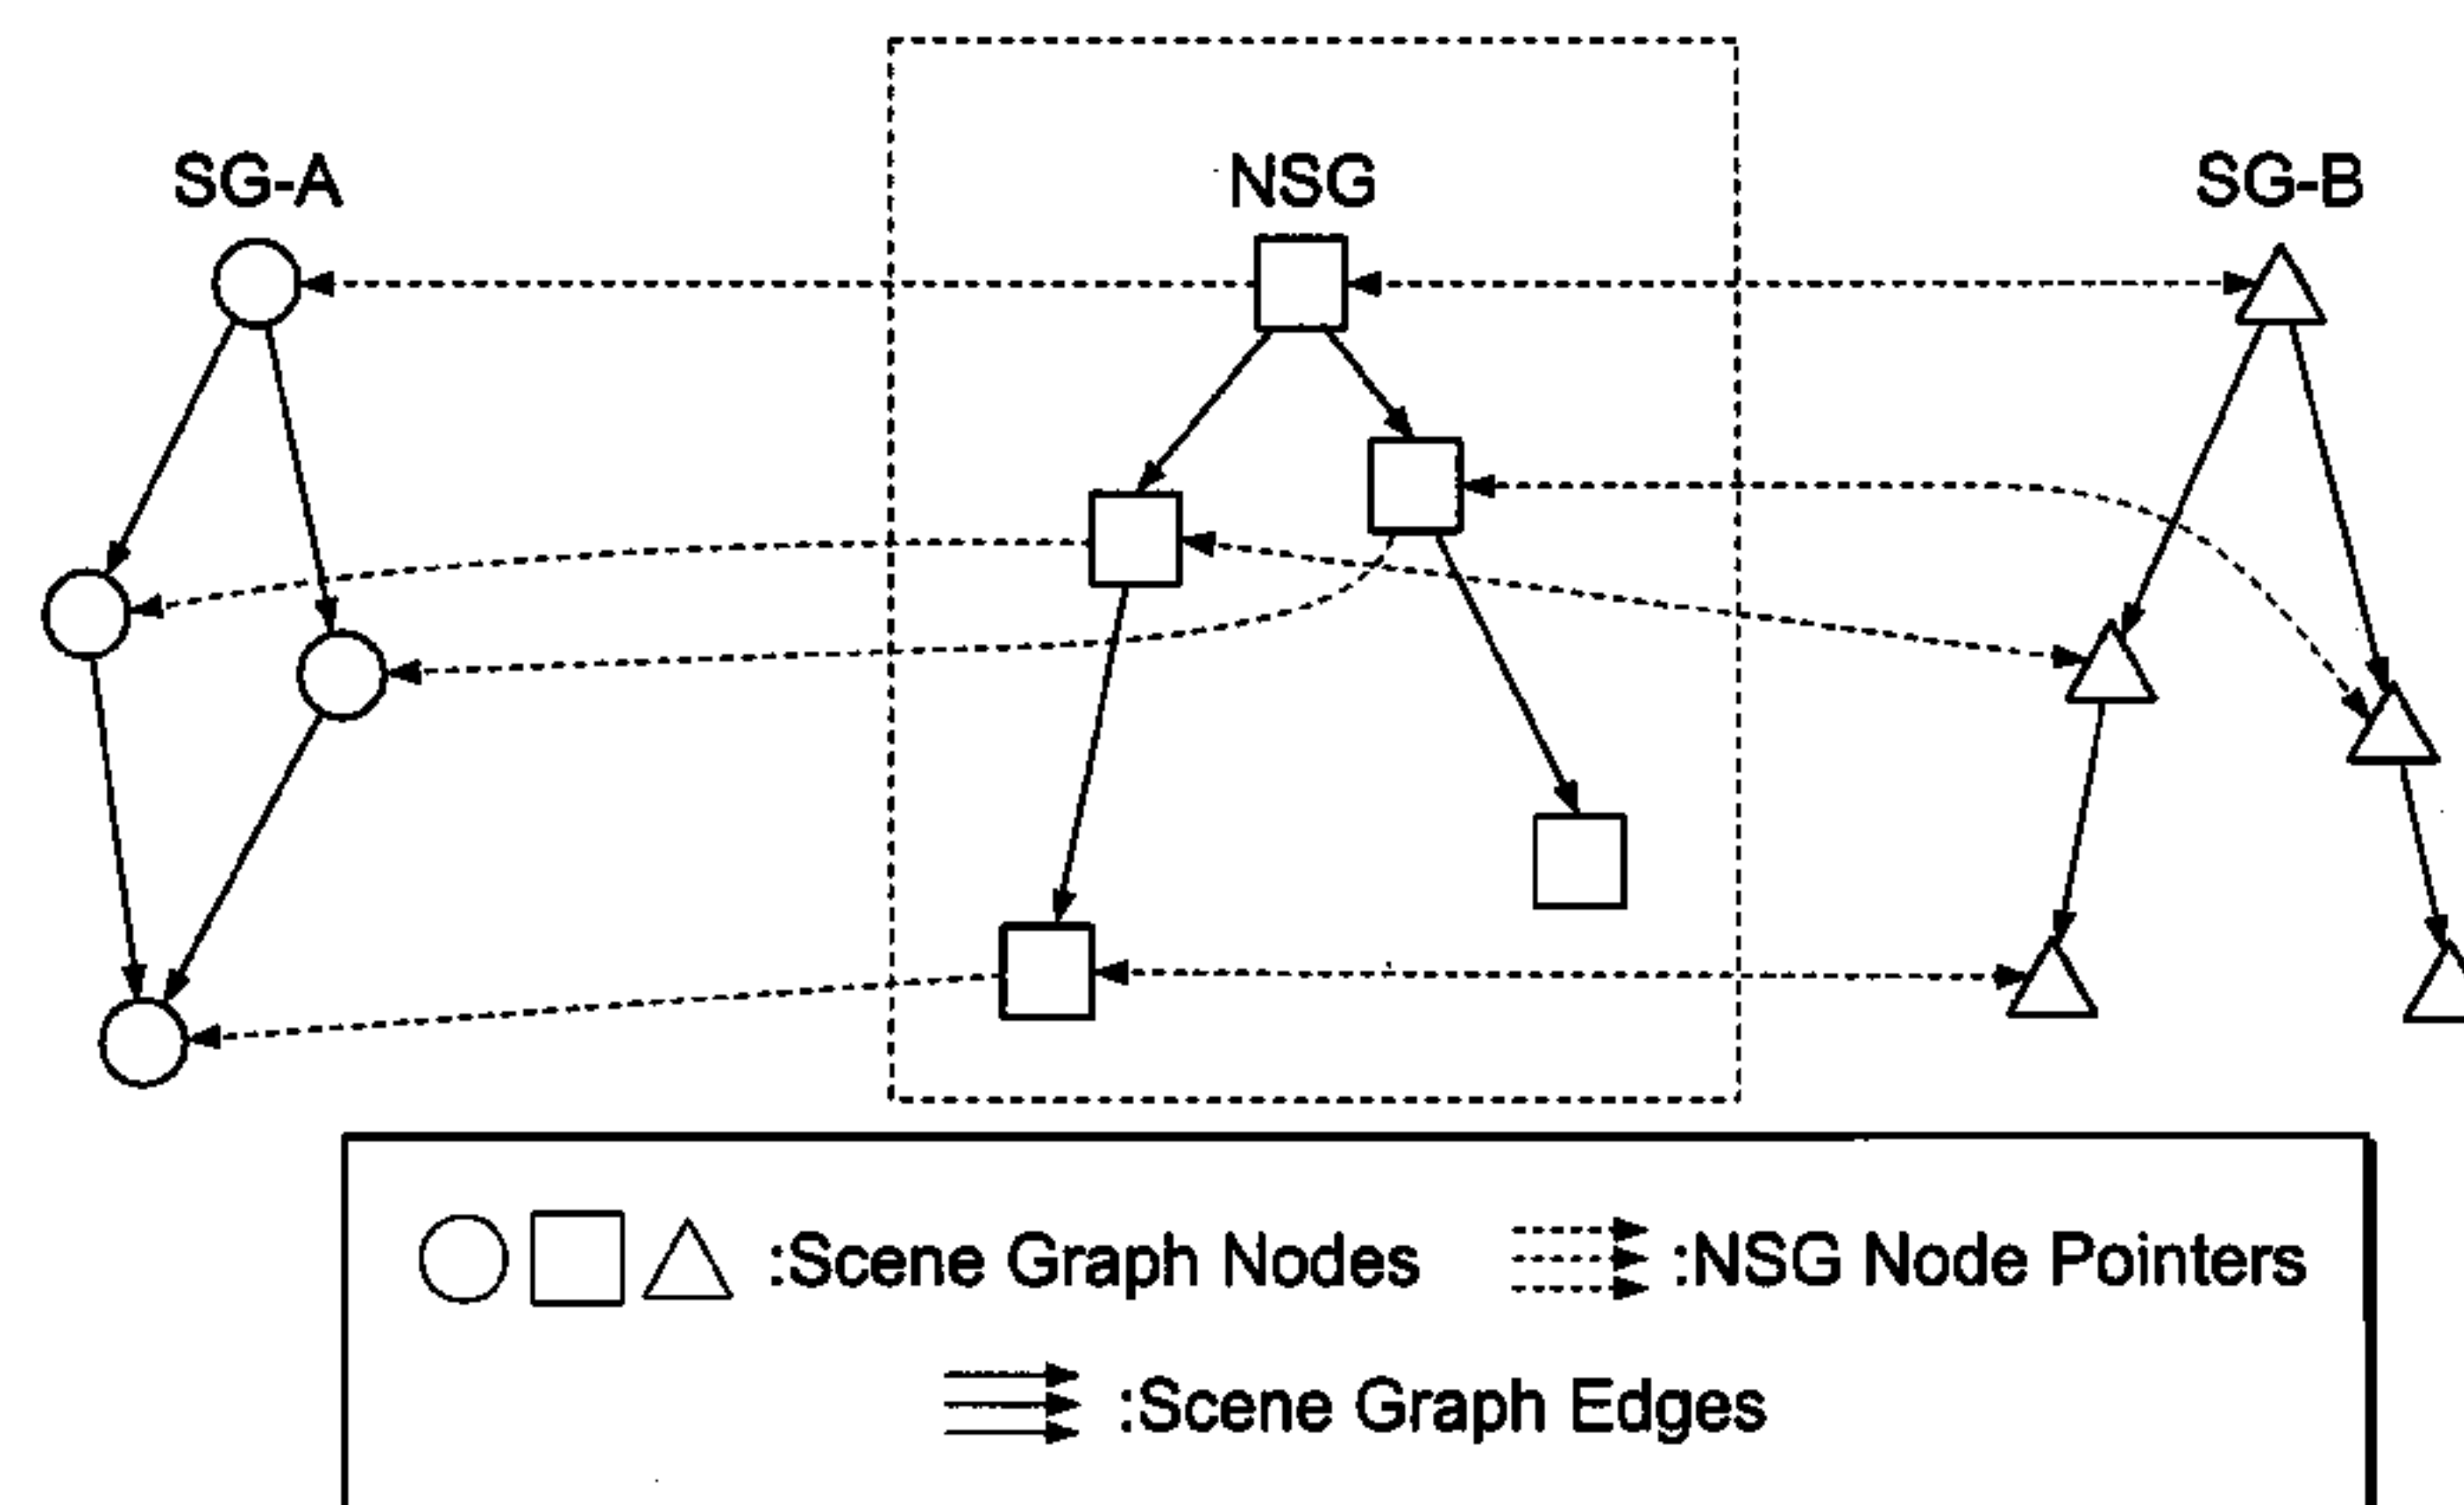 SG-A
NSG
SG-B
:Scene Graph Nodes
:NSG Node Pointers
:Scene Graph Edges